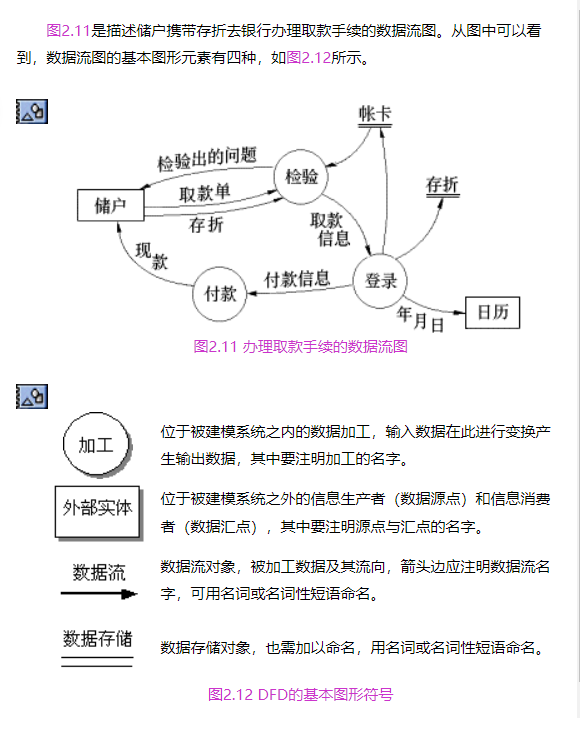 图2.11是描述储户携带存折去银行办理取款手续的数据流图。从图中可以看
到，数据流图的基本图形元素有四种，如图2.12所示。
帐卡
检验出的问题
检验
存折
储户
取款单
存折
取款
信息
现
款
付款
付款信息
登录
年月日
日历
图2.11 办理取款手续的数据流图
加工
位于被建模系统之内的数据加工，输入数据在此进行变换产
生输出数据，其中要注明加工的名字。
外部实体
位于被建模系统之外的信息生产者（数据源点）和信息消费
者（数据汇点），其中要注明源点与汇点的名字。
数据流
数据流对象，被加工数据及其流向，箭头边应注明数据流名
字，可用名词或名词性短语命名。
数据存储
数据存储对象，也需加以命名，用名词或名词性短语命名。
图2.12 DFD的基本图形符号